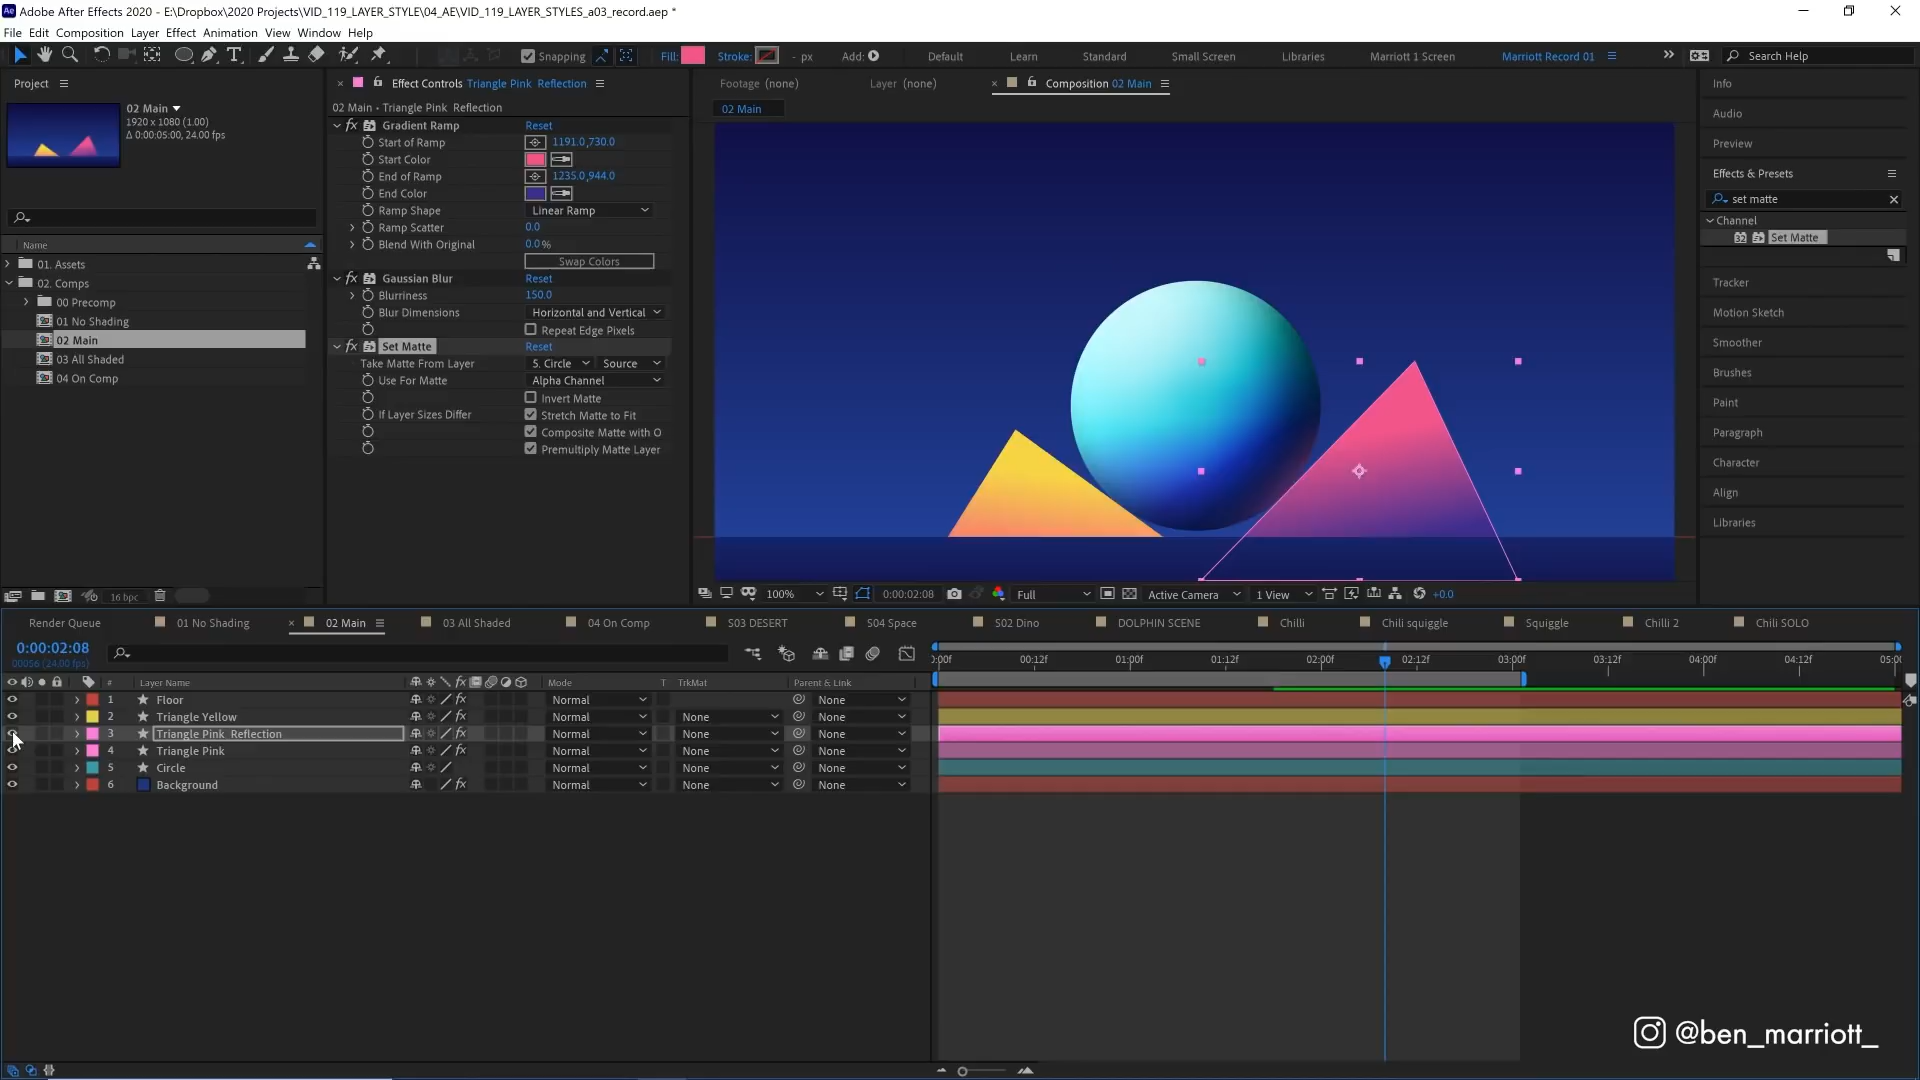 Adobe After Effects 2020 - E:\Dropbox\2020 Projects\VID_119_LAYER_STYLE\04_AE\VID_119_LAYER_STYLES_a03_record.aep *
File Edit Composition Layer Effect Animation View Window Help
Snapping Fill: Stroke: - px Add: Default Learn Standard Small Screen Libraries Marriott 1 Screen Marriott Record 01 Search Help
Project
02 Main
1920 x 1080 (1.00)
Δ 0:00:05:00, 24.00 fps
Name
01. Assets
02. Comps
00 Precomp
01 No Shading
02 Main
03 All Shaded
04 On Comp
16 bpc
Effect Controls Triangle Pink Reflection
02 Main • Triangle Pink Reflection
Gradient Ramp Reset
Start of Ramp 1191.0,730.0
Start Color
End of Ramp 1235.0,944.0
End Color
Ramp Shape Linear Ramp
Ramp Scatter 0.0
Blend With Original 0.0%
Swap Colors
Gaussian Blur Reset
Blurriness 150.0
Blur Dimensions Horizontal and Vertical
Repeat Edge Pixels
Set Matte Reset
Take Matte From Layer 5. Circle Source
Use For Matte Alpha Channel
Invert Matte
If Layer Sizes Differ Stretch Matte to Fit
Composite Matte with O
Premultiply Matte Layer
Footage (none) Layer (none) Composition 02 Main
02 Main
100% 0:00:02:08 Full Active Camera 1 View +0.0
Info
Audio
Preview
Effects & Presets
set matte
Channel
32 Set Matte
Tracker
Motion Sketch
Smoother
Brushes
Paint
Paragraph
Character
Align
Libraries
Render Queue 01 No Shading 02 Main 03 All Shaded 04 On Comp S03 DESERT S04 Space S02 Dino DOLPHIN SCENE Chilli Chili squiggle Squiggle Chilli 2 Chili SOLO
0:00:02:08
00056 (24.00 fps)
:00f 00:12f 01:00f 01:12f 02:00f 02:12f 03:00f 03:12f 04:00f 04:12f 05:0
# Layer Name Mode T TrkMat Parent & Link
1 Floor Normal None
2 Triangle Yellow Normal None None
3 Triangle Pink Reflection Normal None None
4 Triangle Pink Normal None None
5 Circle Normal None None
6 Background Normal None None
@ben_marriott_